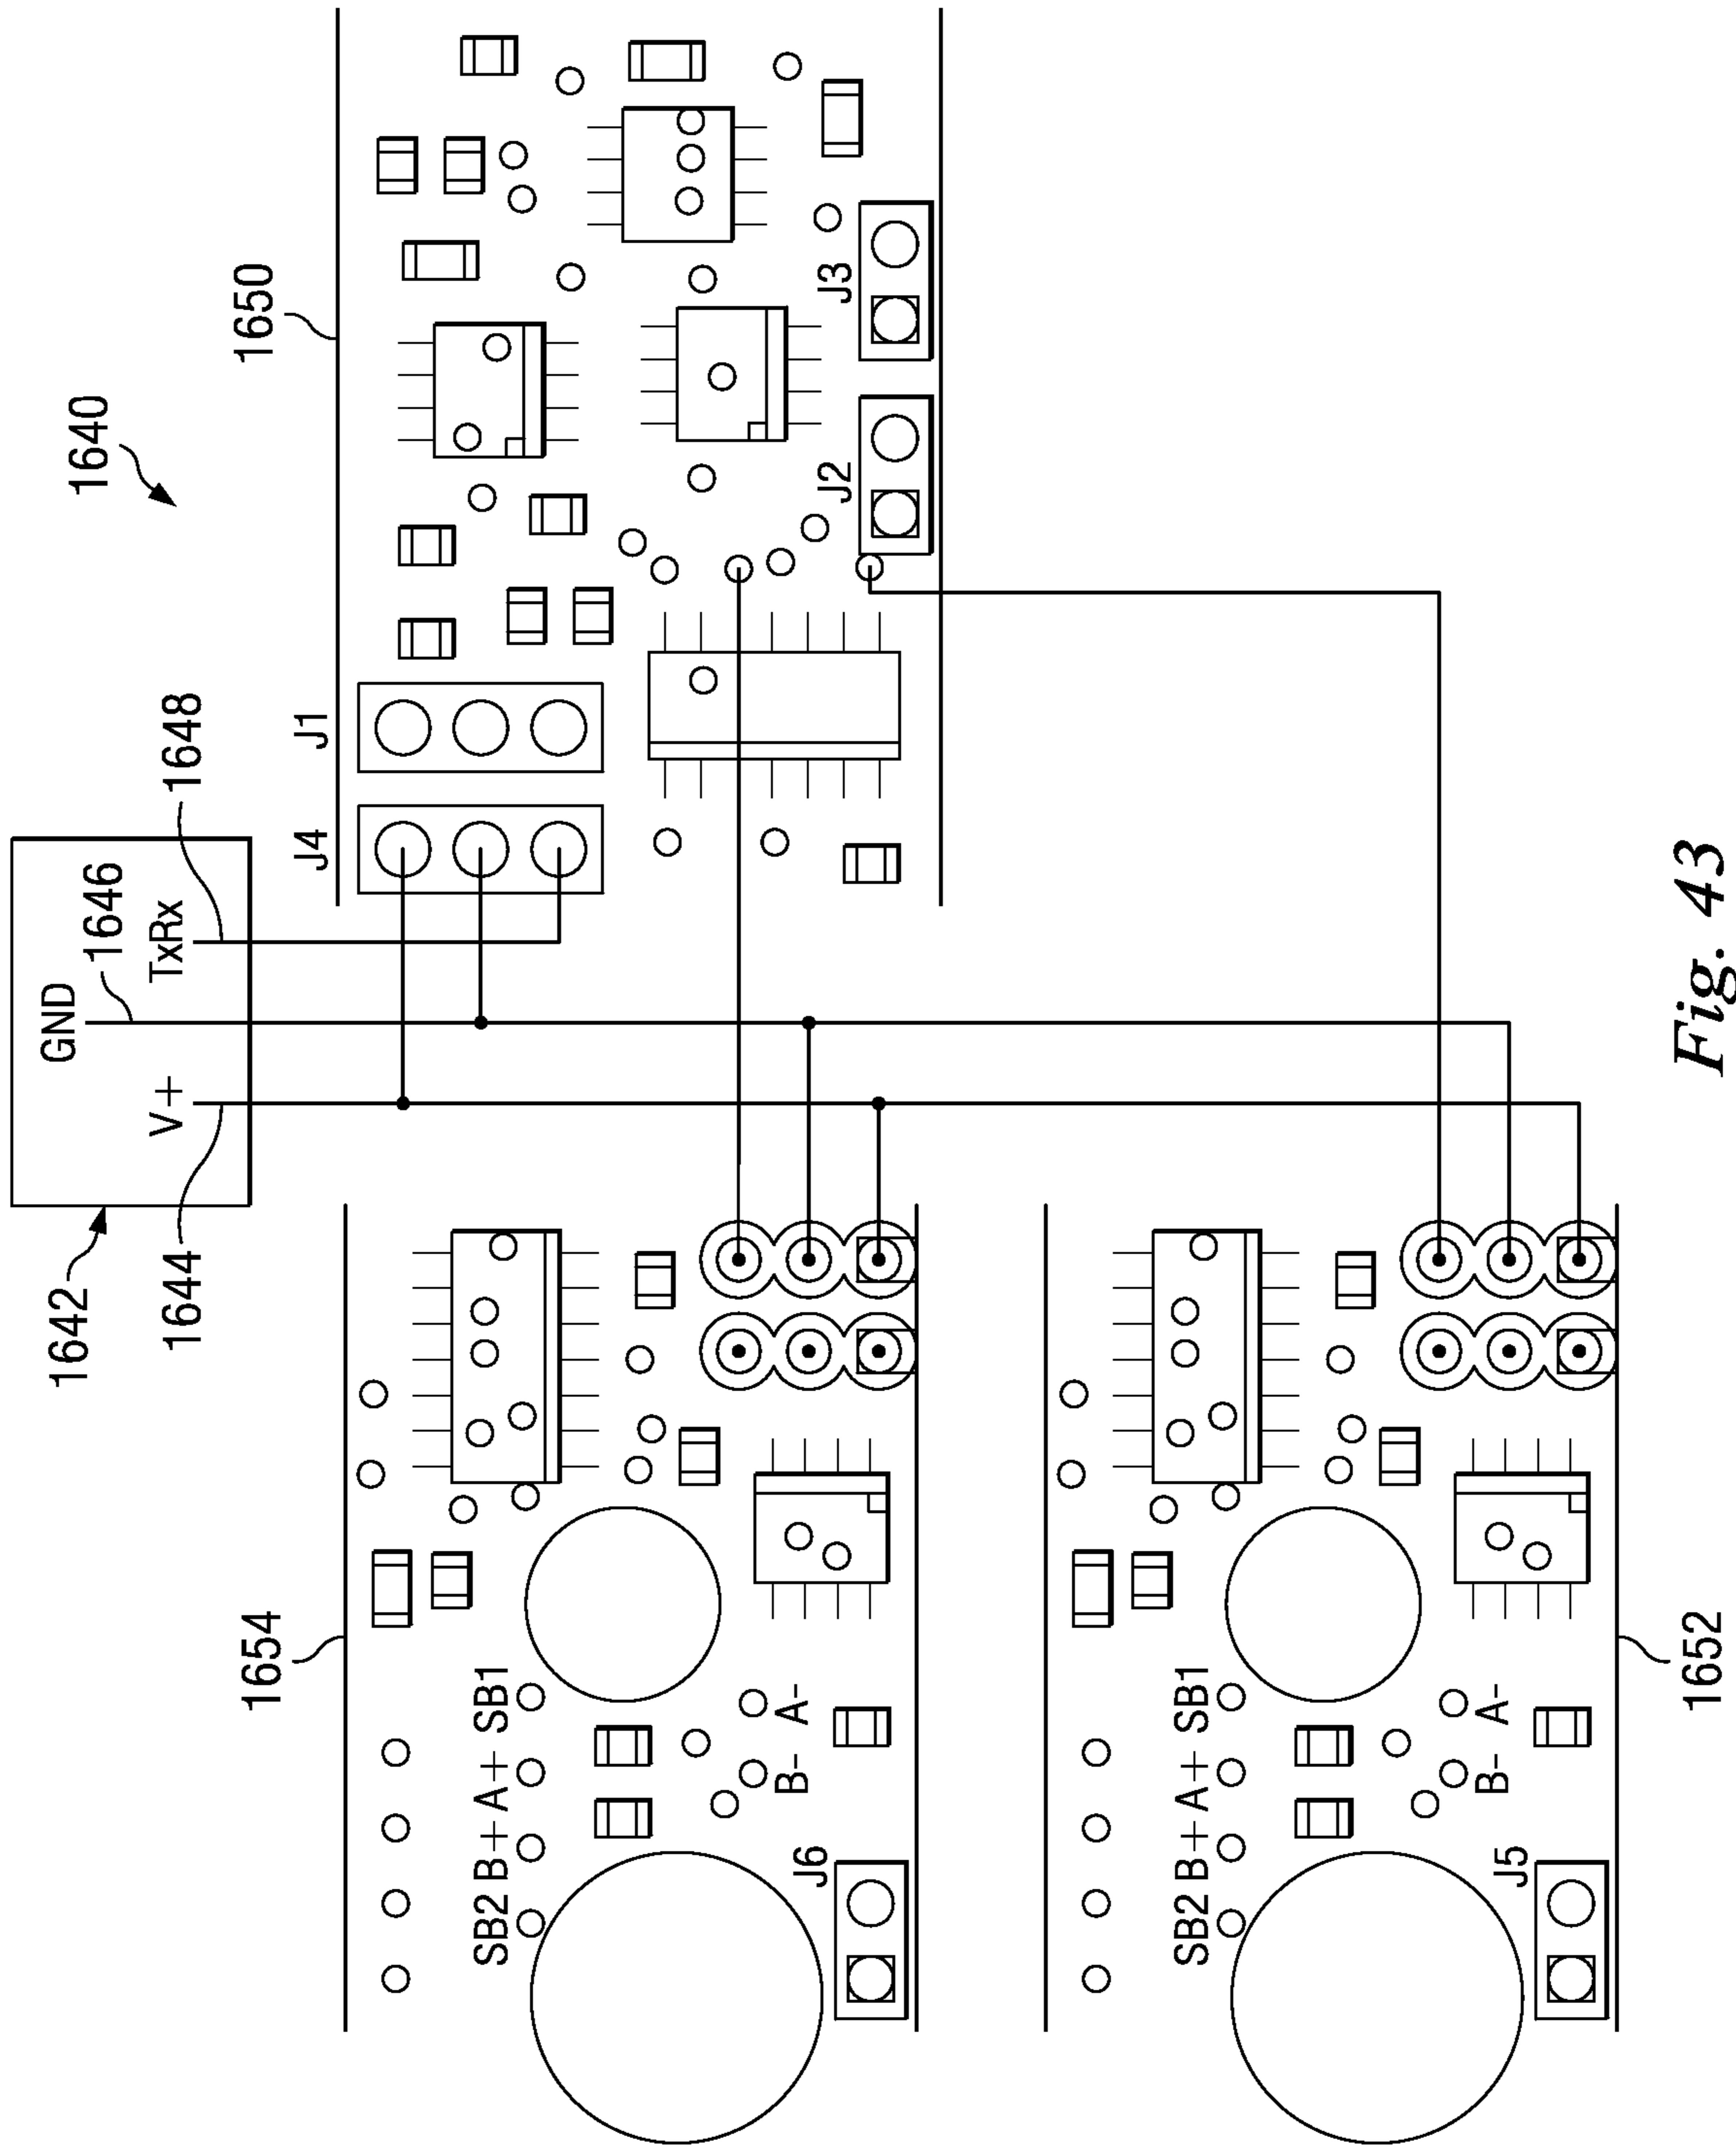 1640
1642
GND
V+
TxRx
1644
1646
1648
1650
J4
J1
J2
J3
1654
SB2 B+ A+ SB1
B- A-
J6
SB2 B+ A+ SB1
B- A-
J5
1652
Fig. 43